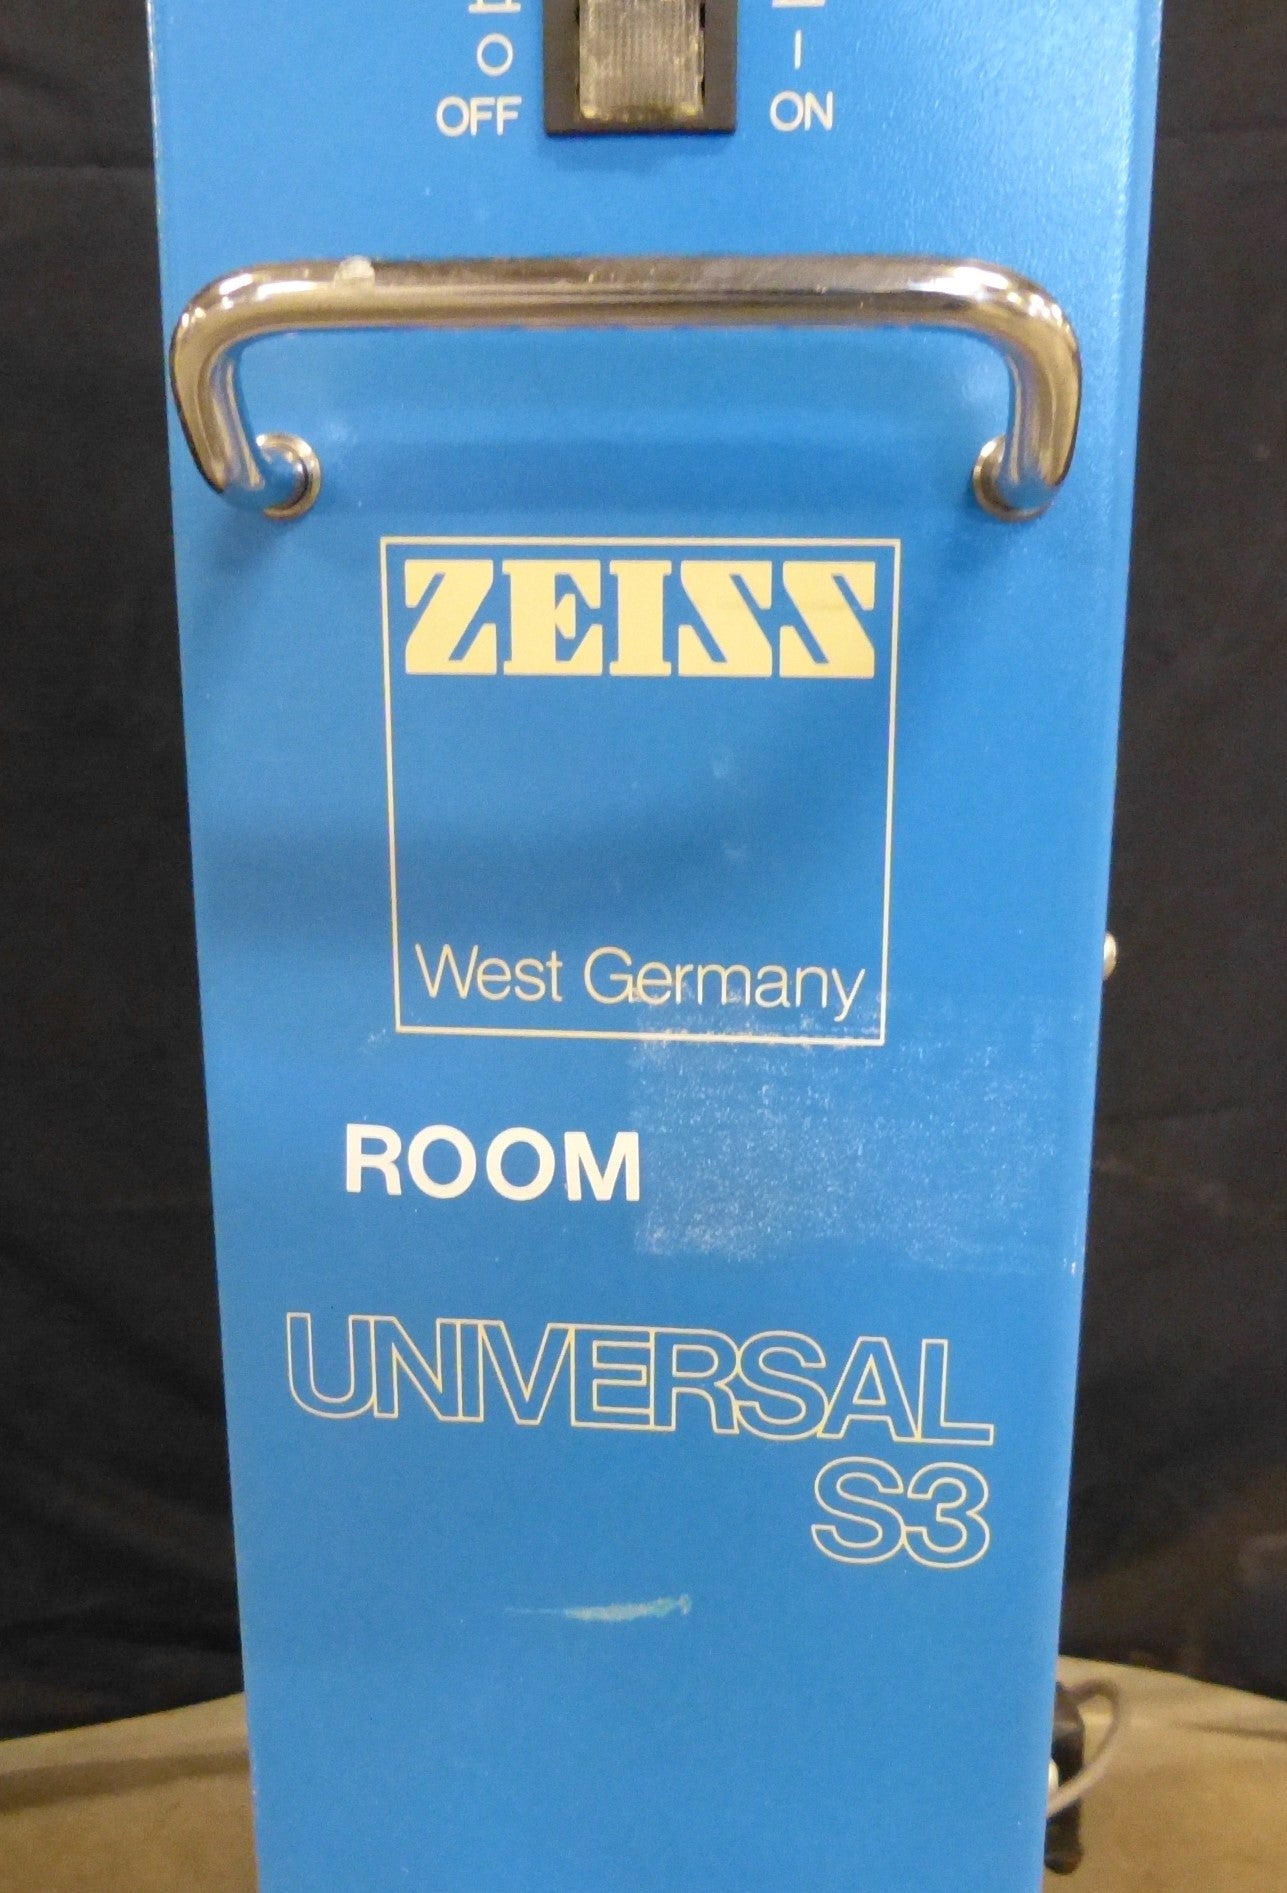 O I
OFF ON
ZEISS
West Germany
ROOM
UNIVERSAL
S3